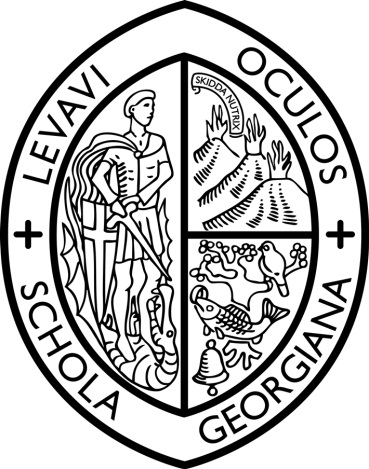 LEVAVI OCULOS
SCHOLA GEORGIANA
SKIDDA NUTRIX